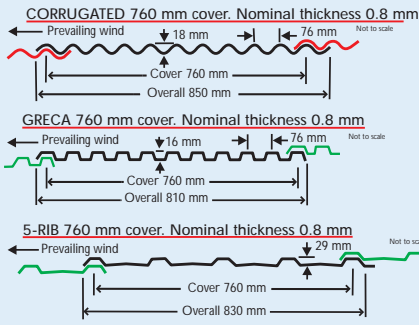 CORRUGATED 760 mm cover. Nominal thickness 0.8 mm
Prevailing wind
18 mm
76 mm
Not to scale
Cover 760 mm
Overall 850 mm
GRECA 760 mm cover. Nominal thickness 0.8 mm
Prevailing wind
16 mm
76 mm
Not to scale
Cover 760 mm
Overall 810 mm
5-RIB 760 mm cover. Nominal thickness 0.8 mm
Prevailing wind
29 mm
Not to sc
Cover 760 mm
Overall 830 mm